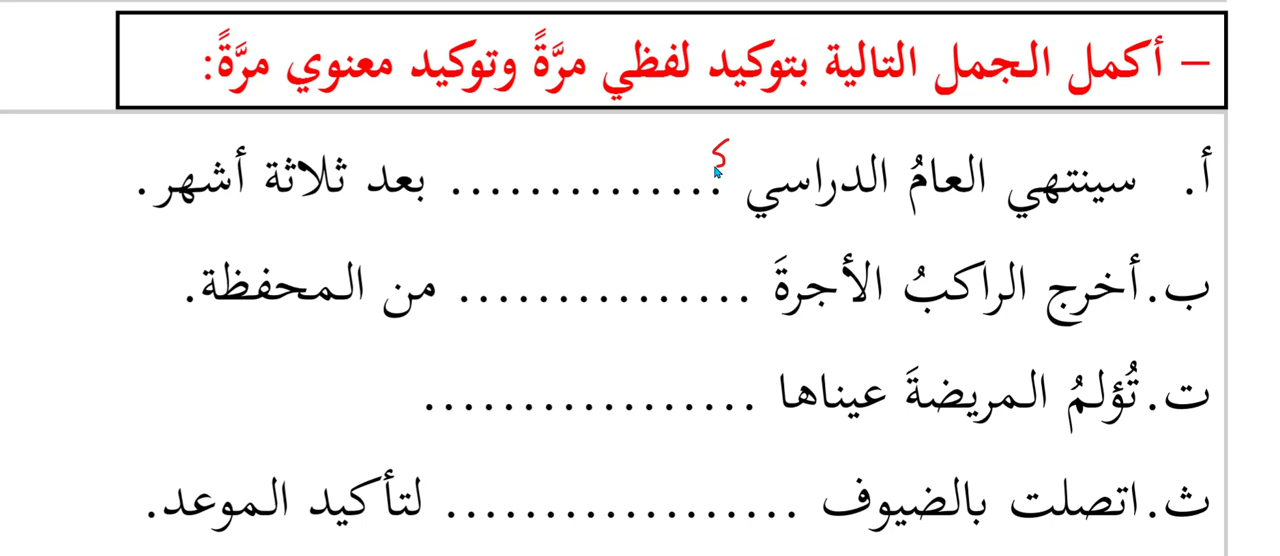 – أكمل الجمل التالية بتوكيد لفظي مرَّةً وتوكيد معنوي مرَّةً:
أ. سينتهي العامُ الدراسي .............. بعد ثلاثة أشهر.
ب.أخرج الراكبُ الأجرةَ ............... من المحفظة.
ت.تُؤلمُ المريضةَ عيناها .................
ث.اتصلت بالضيوف .................. لتأكيد الموعد.